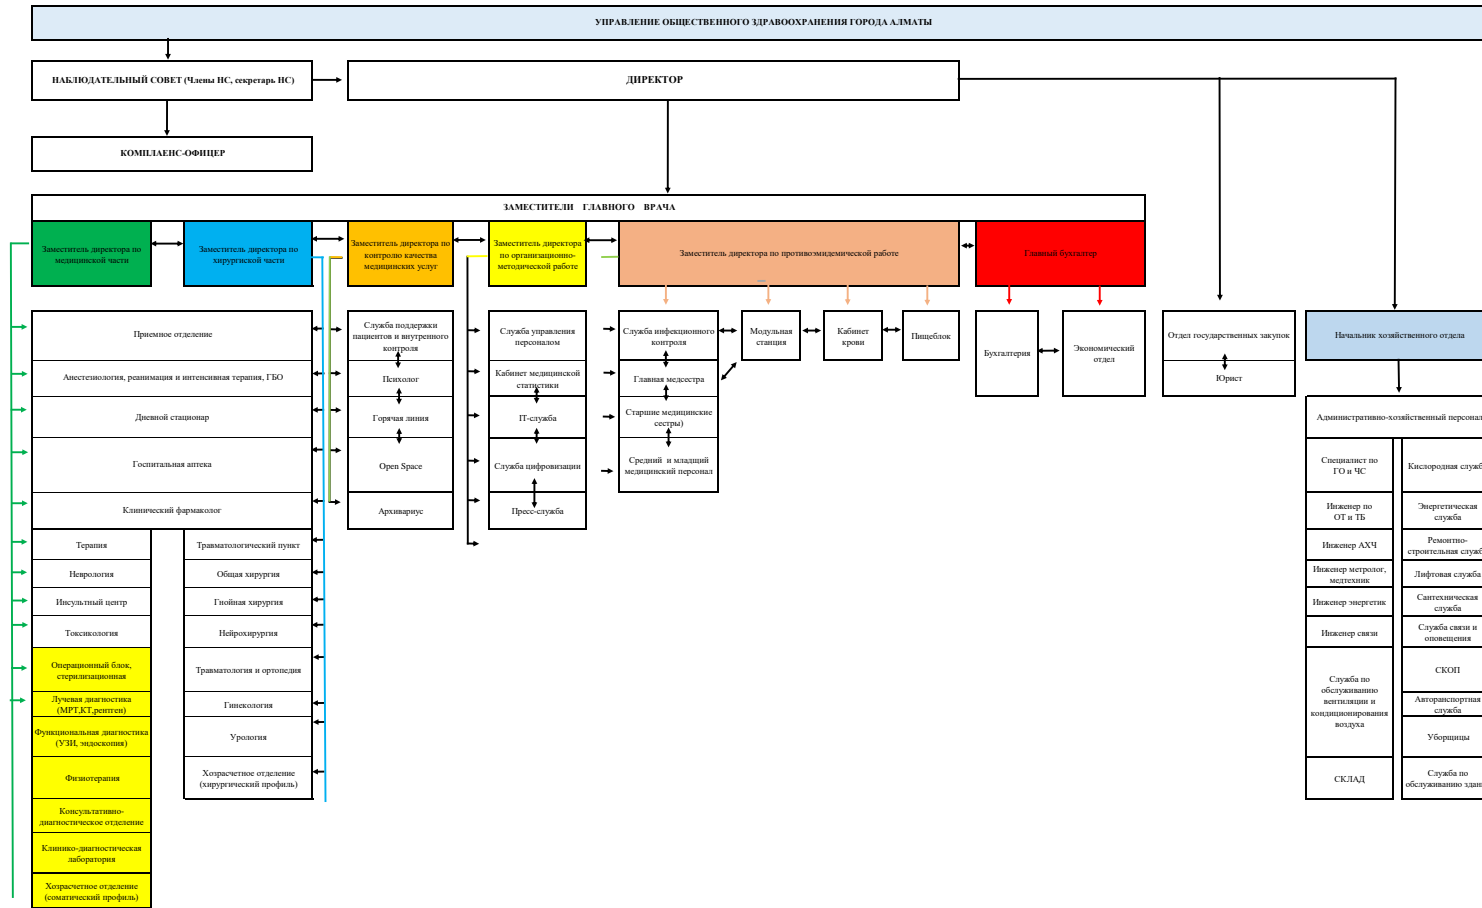 УПРАВЛЕНИЕ ОБЩЕСТВЕННОГО ЗДРАВООХРАНЕНИЯ ГОРОДА АЛМАТЫ
НАБЛЮДАТЕЛЬНЫЙ СОВЕТ (Члены НС, секретарь НС)
ДИРЕКТОР
КОМПЛАЕНС-ОФИЦЕР
ЗАМЕСТИТЕЛИ ГЛАВНОГО ВРАЧА
Заместитель директора по
медицинской части
Заместитель директора по
хирургиской части
Заместитель директора по
контролю качества
медицинских услуг
Заместитель директора
по организационно-
методической работе
Заместитель директора по противоэмидемической работе
Главный бухгалтер
Приемное отделение
Анестезиология, реанимация и интенсивная терапия, ГБО
Дневной стационар
Госпитальная аптека
Клинический фармаколог
Терапия
Неврология
Инсультный центр
Токсикология
Операционный блок,
стерилизационная
Лучевая диагностика
(МРТ,КТ,рентген)
Функциональная диагностика
(УЗИ, эндоскопия)
Физиотерапия
Консультативно-
диагностическое отделение
Клинико-диагностическая
лаборатория
Хозрасчетное отделение
(соматический профиль)
Травматологический пункт
Общая хирургия
Гнойная хирургия
Нейрохирургия
Травматология и ортопедия
Гинекология
Урология
Хозрасчетное отделение
(хирургический профиль)
Служба поддержки
пациентов и внутренного
контроля
Психолог
Горячая линия
Open Space
Архивариус
Служба управления
персоналом
Кабинет медицинской
статистики
IT-служба
Служба цифровизации
Пресс-служба
Служба инфекционного
контроля
Главная медсестра
Старшие медицинские
сестры)
Средний и младщий
медицинский персонал
Модульная
станция
Кабинет
крови
Пищеблок
Бухгалтерия
Экономический
отдел
Отдел государственных закупок
Юрист
Начальник хозяйственного отдела
Административно-хозяйственный персонал
Специалист по
ГО и ЧС
Инженер по
ОТ и ТБ
Инженер АХЧ
Инженер метролог,
медтехник
Инженер энергетик
Инженер связи
Служба по
обслуживанию
вентиляции и
кондиционирования
воздуха
СКЛАД
Кислородная служб
Энергетическая
служба
Ремонтно-
строительная служб
Лифтовая служба
Сантехническая
служба
Служба связи и
оповещения
СКОП
Авторанспортная
служба
Уборщицы
Служба по
обслуживанию здани